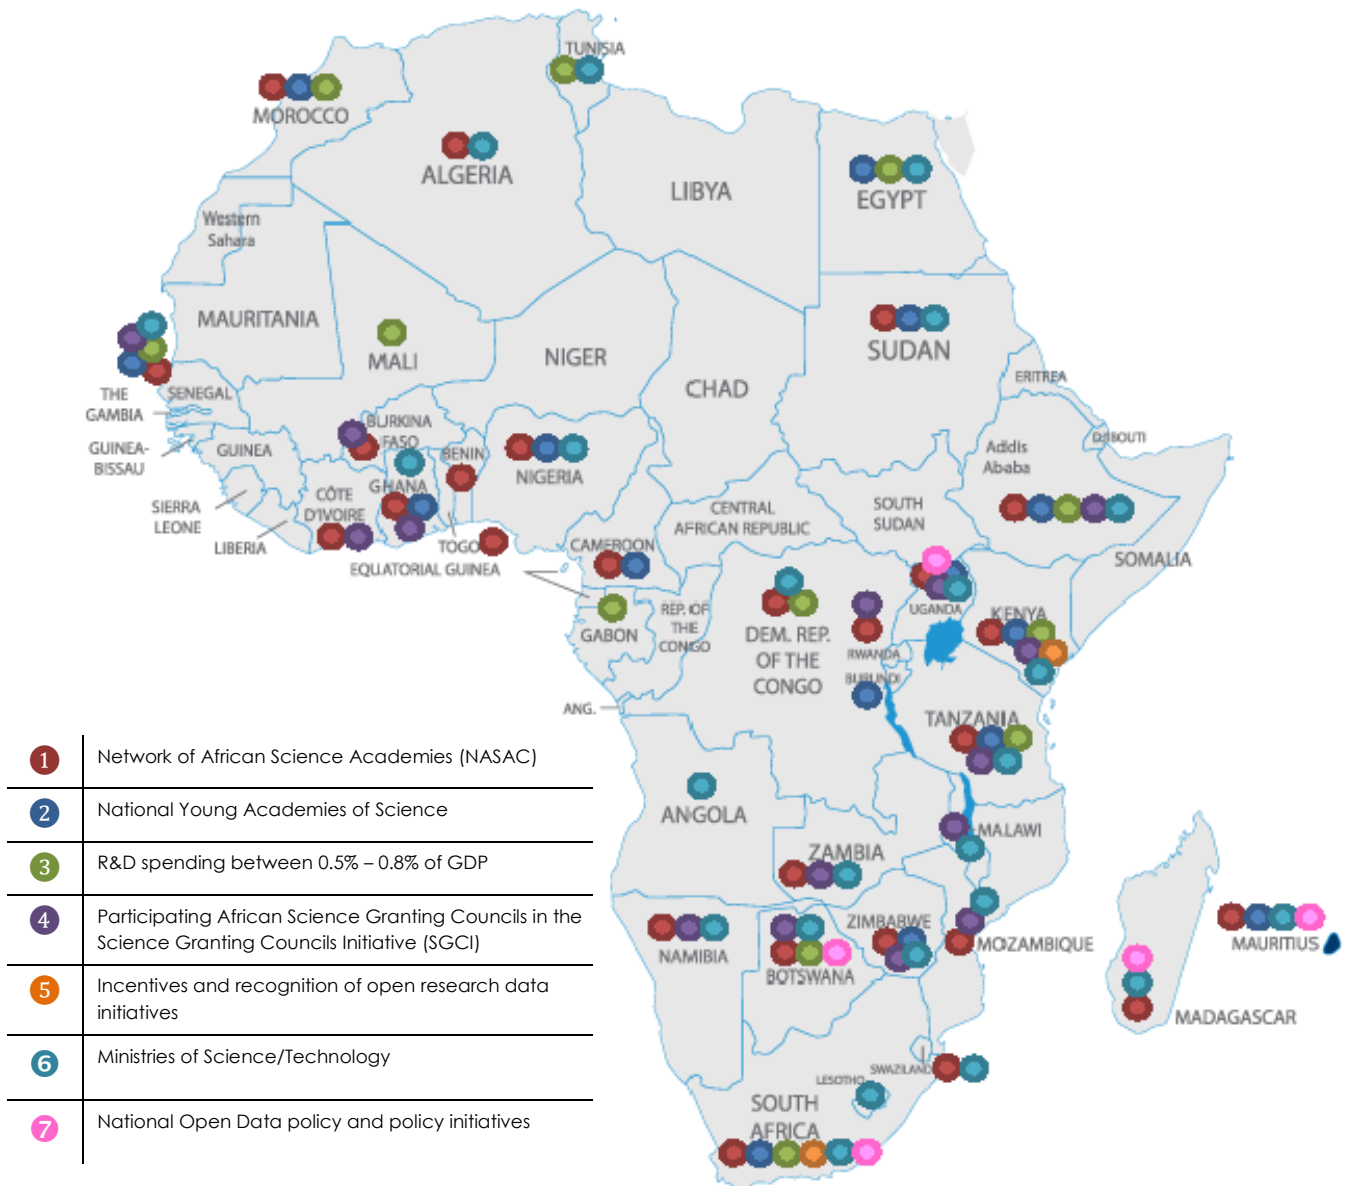 TUNISIA
MOROCCO
ALGERIA
LIBYA
EGYPT
Western
Sahara
MAURITANIA
MALI
NIGER
CHAD
SUDAN
ERITREA
THE
GAMBIA
SENEGAL
GUINEA-
BISSAU
GUINEA
BURKINA
FASO
BENIN
NIGERIA
Addis
Ababa
DJIBOUTI
SIERRA
LEONE
CÔTE
D'IVOIRE
GHANA
LIBERIA
TOGO
CENTRAL
AFRICAN REPUBLIC
SOUTH
SUDAN
SOMALIA
CAMEROON
EQUATORIAL GUINEA
GABON
REP. OF
THE
CONGO
DEM. REP.
OF THE
CONGO
UGANDA
KENYA
RWANDA
BURUNDI
ANG.
TANZANIA
ANGOLA
ZAMBIA
MALAWI
NAMIBIA
BOTSWANA
ZIMBABWE
MOZAMBIQUE
MAURITIUS
MADAGASCAR
SWAZILAND
LESOTHO
SOUTH
AFRICA
1 Network of African Science Academies (NASAC)
2 National Young Academies of Science
3 R&D spending between 0.5% – 0.8% of GDP
4 Participating African Science Granting Councils in the
Science Granting Councils Initiative (SGCI)
5 Incentives and recognition of open research data
initiatives
6 Ministries of Science/Technology
7 National Open Data policy and policy initiatives